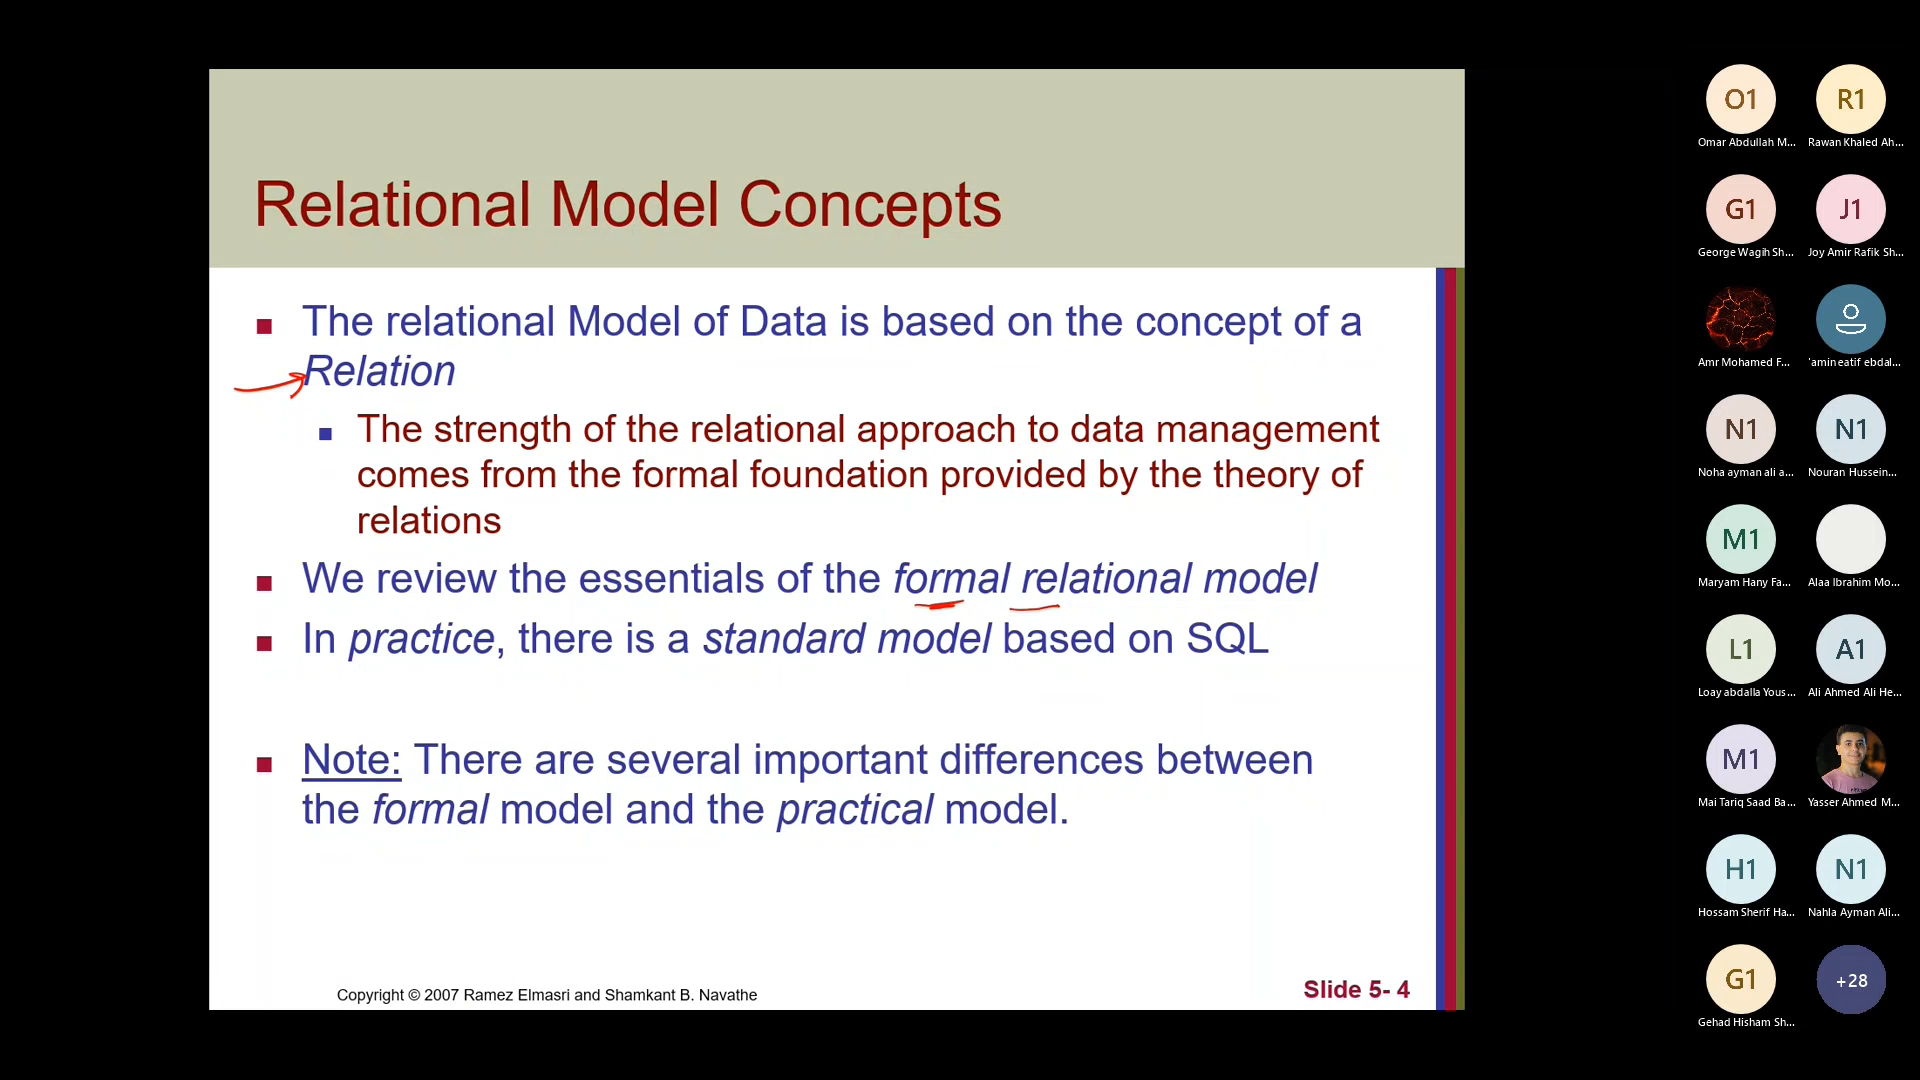 Relational Model Concepts
The relational Model of Data is based on the concept of a
Relation
The strength of the relational approach to data management
comes from the formal foundation provided by the theory of
relations
We review the essentials of the formal relational model
In practice, there is a standard model based on SQL
Note: There are several important differences between
the formal model and the practical model.
Copyright © 2007 Ramez Elmasri and Shamkant B. Navathe
Slide 5- 4
O1
R1
Omar Abdullah M...
Rawan Khaled Ah...
G1
J1
George Wagih Sh...
Joy Amir Rafik Sh...
Amr Mohamed F...
'amin eatif ebdal...
N1
N1
Noha ayman ali a...
Nouran Hussein...
M1
Maryam Hany Fa...
Alaa Ibrahim Mo...
L1
A1
Loay abdalla Yous...
Ali Ahmed Ali He...
M1
Mai Tariq Saad Ba...
Yasser Ahmed M...
H1
N1
Hossam Sherif Ha...
Nahla Ayman Ali...
G1
+28
Gehad Hisham Sh...